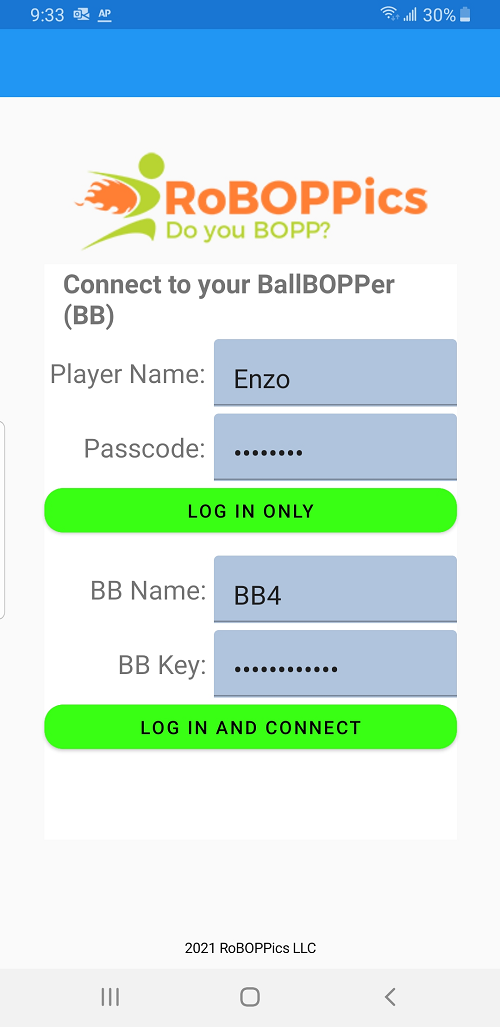 9:33 AP 30%
RoBOPPics
Do you BOPP?
Connect to your BallBOPPer
(BB)
Player Name: Enzo
Passcode: ••••••••
LOG IN ONLY
BB Name: BB4
BB Key: ••••••••••••
LOG IN AND CONNECT
2021 RoBOPPics LLC